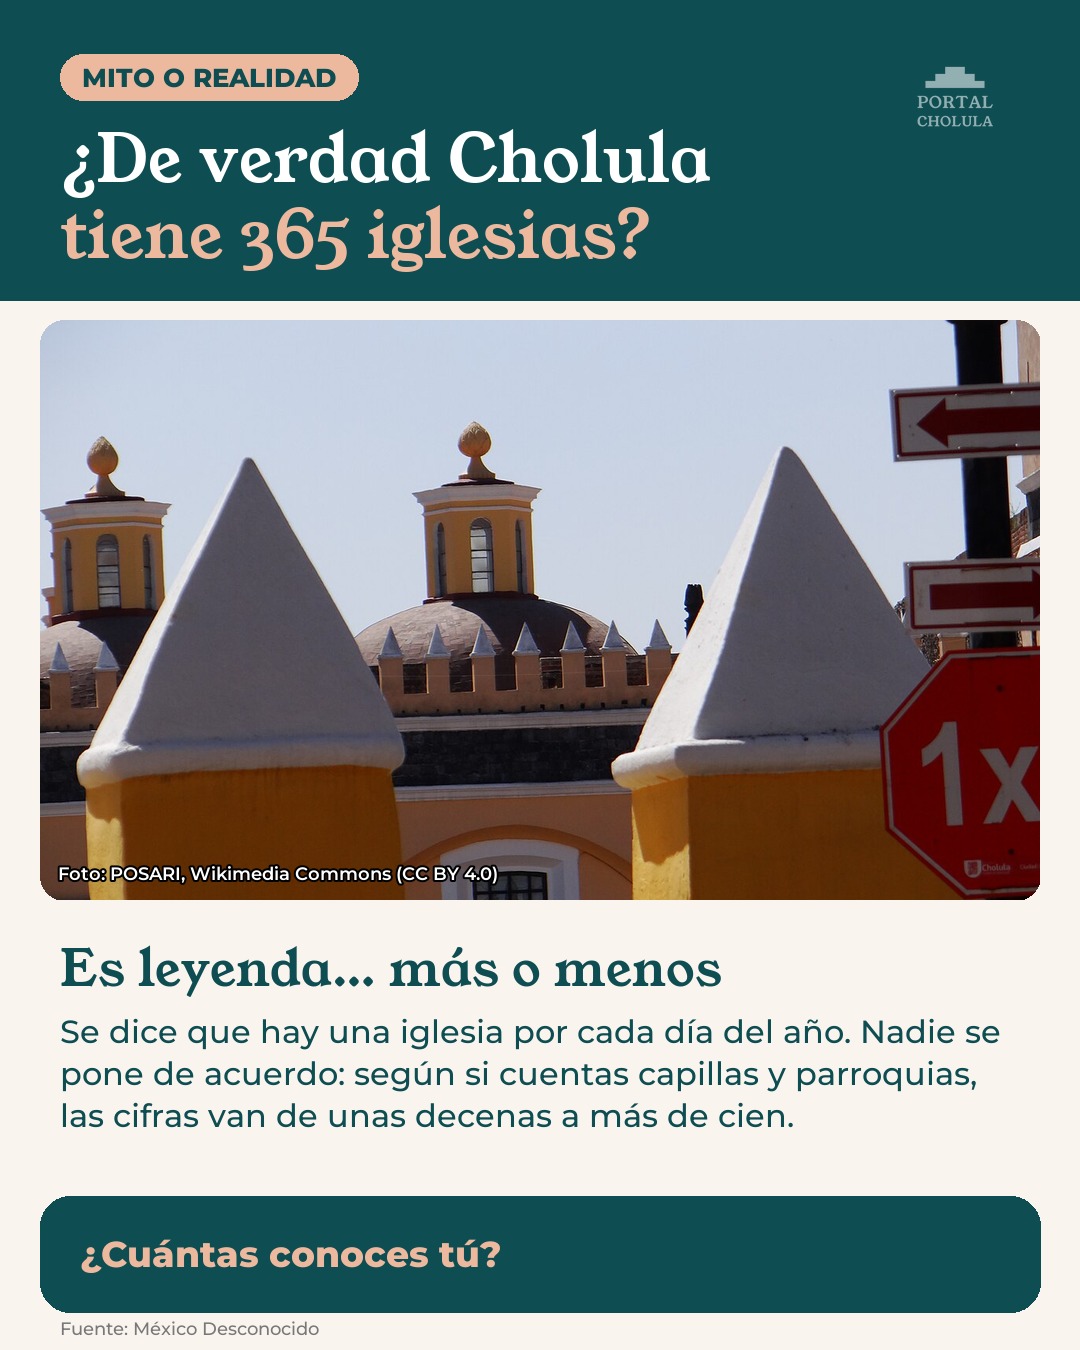 MITO O REALIDAD
PORTAL
CHOLULA
¿De verdad Cholula
tiene 365 iglesias?
1x
Cholula
Foto: POSARI, Wikimedia Commons (CC BY 4.0)
Es leyenda... más o menos
Se dice que hay una iglesia por cada día del año. Nadie se
pone de acuerdo: según si cuentas capillas y parroquias,
las cifras van de unas decenas a más de cien.
¿Cuántas conoces tú?
Fuente: México Desconocido